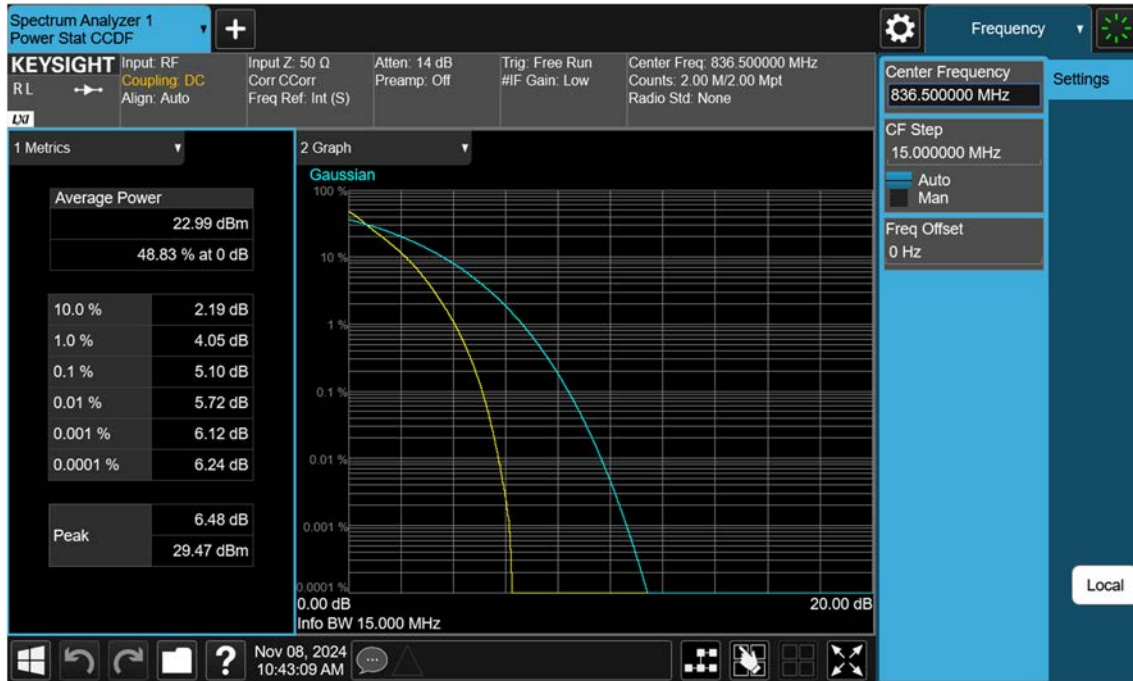 Spectrum Analyzer 1
Power Stat CCDF
Frequency
KEYSIGHT
R L
LXI
Input: RF
Coupling: DC
Align: Auto
Input Z: 50 Ω
Corr CCorr
Freq Ref: Int (S)
Atten: 14 dB
Preamp: Off
Trig: Free Run
#IF Gain: Low
Center Freq: 836.500000 MHz
Counts: 2.00 M/2.00 Mpt
Radio Std: None
Center Frequency
836.500000 MHz
Settings
CF Step
15.000000 MHz
Auto
Man
Freq Offset
0 Hz
Local
1 Metrics
Average Power
22.99 dBm
48.83 % at 0 dB
10.0 % 2.19 dB
1.0 % 4.05 dB
0.1 % 5.10 dB
0.01 % 5.72 dB
0.001 % 6.12 dB
0.0001 % 6.24 dB
Peak
6.48 dB
29.47 dBm
2 Graph
Gaussian
100 %
10 %
1 %
0.1 %
0.01 %
0.001 %
0.0001 %
0.00 dB
20.00 dB
Info BW 15.000 MHz
Nov 08, 2024
10:43:09 AM